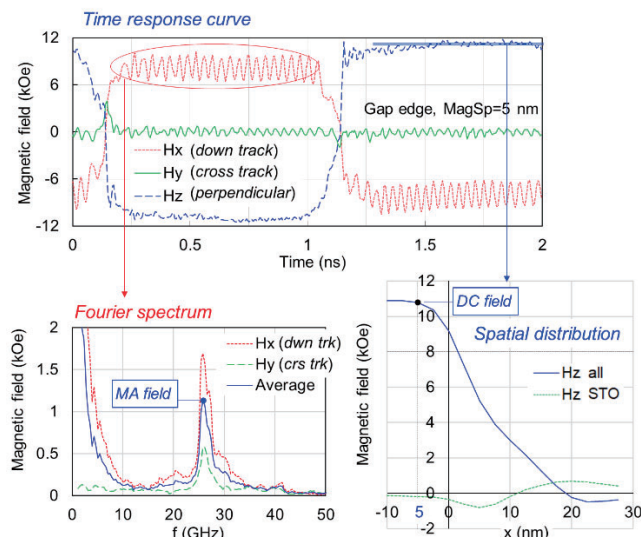 Time response curve
12
6
0
-6
-12
Magnetic field (kOe)
Gap edge, MagSp=5 nm
Hx (down track)
Hy (cross track)
Hz (perpendicular)
0
0.5
1
1.5
2
Time (ns)
Fourier spectrum
2
1.5
1
0.5
0
Magnetic field (kOe)
Hx (dwn trk)
Hy (crs trk)
Average
MA field
0
10
20
30
40
50
f (GHz)
12
10
8
6
4
2
0
-2
Magnetic field (kOe)
DC field
Spatial distribution
Hz all
Hz STO
-10
5
0
10
20
30
x (nm)